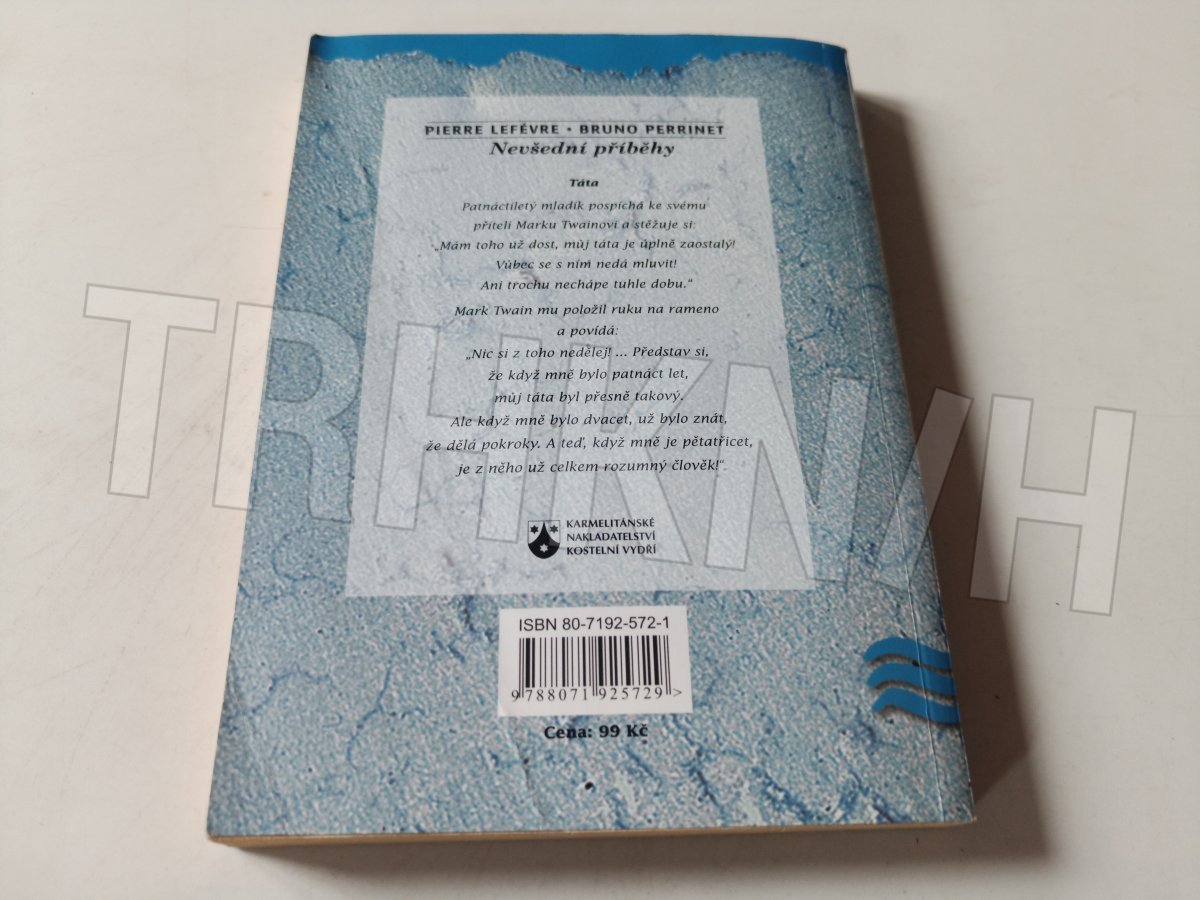 PIERRE LEFÉVRE • BRUNO PERRINET
Nevšední příběhy
Táta
Patnáctiletý mladík pospíchá ke svému
příteli Marku Twainovi a stěžuje si:
„Mám toho už dost, můj táta je úplně zaostalý!
Vůbec se s ním nedá mluvit!
Ani trochu nechápe tuhle dobu.“
Mark Twain mu položil ruku na rameno
a povídá:
„Nic si z toho nedělej! ... Představ si,
že když mně bylo patnáct let,
můj táta byl přesně takový.
Ale když mně bylo dvacet, už bylo znát,
že dělá pokroky. A teď, když mně je pětatřicet,
je z něho už celkem rozumný člověk!“
KARMELITÁNSKÉ
NAKLADATELSTVÍ
KOSTELNÍ VYDŘÍ
ISBN 80-7192-572-1
9 788071 925729 >
Cena: 99 Kč
TRHKNIH